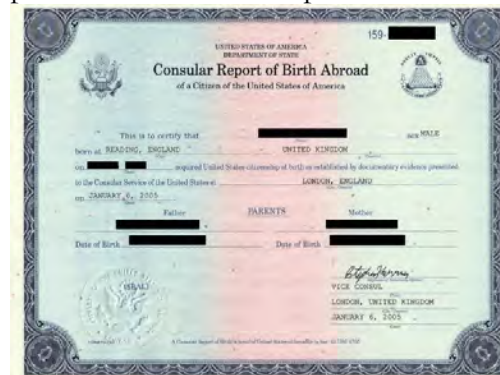 159-
UNITED STATES OF AMERICA
DEPARTMENT OF STATE
Consular Report of Birth Abroad
of a Citizen of the United States of America
This is to certify that sex MALE
born at READING, ENGLAND UNITED KINGDOM
on acquired United States citizenship at birth as established by documentary evidence presented
to the Consular Service of the United States at LONDON, ENGLAND
on JANUARY 6, 2005
Father PARENTS Mother
Date of Birth Date of Birth
(SEAL)
VICE CONSUL
LONDON, UNITED KINGDOM
JANUARY 6, 2005